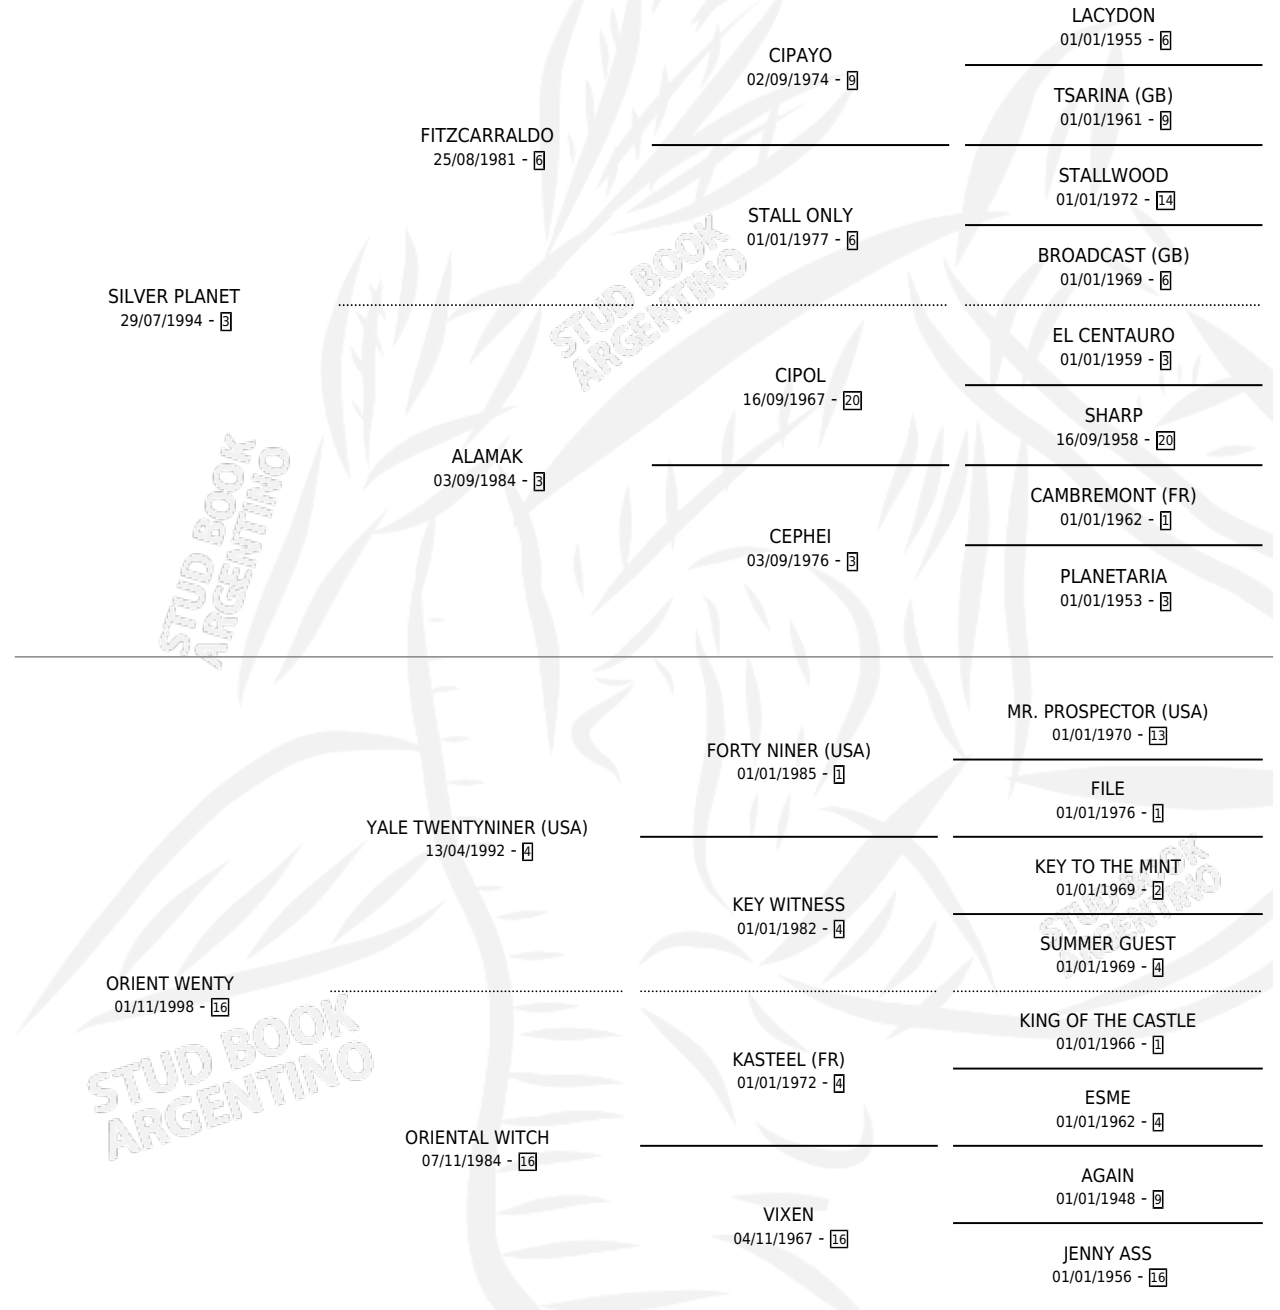 LACYDON
01/01/1955 - 6
CIPAYO
02/09/1974 - 9
TSARINA (GB)
01/01/1961 - 9
FITZCARRALDO
25/08/1981 - 6
STALLWOOD
01/01/1972 - 14
STALL ONLY
01/01/1977 - 6
BROADCAST (GB)
01/01/1969 - 6
SILVER PLANET
29/07/1994 - 3
STUD BOOK
ARGENTINO
EL CENTAURO
01/01/1959 - 3
CIPOL
16/09/1967 - 20
SHARP
16/09/1958 - 20
ALAMAK
03/09/1984 - 3
CAMBREMONT (FR)
01/01/1962 - 1
CEPHEI
03/09/1976 - 3
PLANETARIA
01/01/1953 - 3
STUD BOOK
ARGENTINO
MR. PROSPECTOR (USA)
01/01/1970 - 13
FORTY NINER (USA)
01/01/1985 - 1
FILE
01/01/1976 - 1
YALE TWENTYNINER (USA)
13/04/1992 - 4
KEY TO THE MINT
01/01/1969 - 2
KEY WITNESS
01/01/1982 - 4
SUMMER GUEST
01/01/1969 - 4
STUD BOOK
ARGENTINO
ORIENT WENTY
01/11/1998 - 16
KING OF THE CASTLE
01/01/1966 - 1
KASTEEL (FR)
01/01/1972 - 4
ESME
01/01/1962 - 4
STUD BOOK
ARGENTINO
ORIENTAL WITCH
07/11/1984 - 16
AGAIN
01/01/1948 - 9
VIXEN
04/11/1967 - 16
JENNY ASS
01/01/1956 - 16